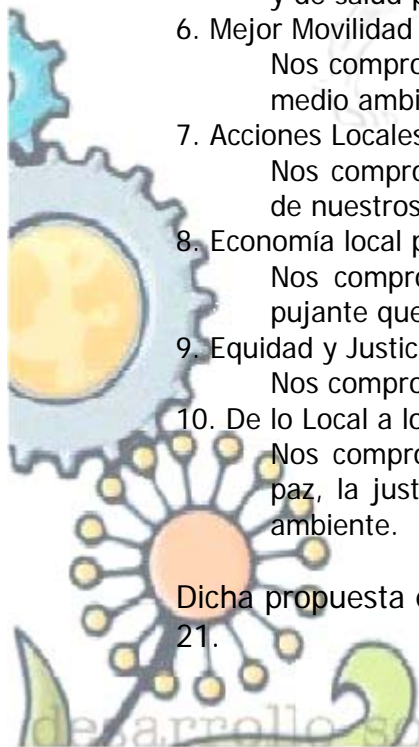 6. Mejor Movilidad
Nos compro
medio ambi
7. Acciones Locales
Nos compro
de nuestros
8. Economía local p
Nos compro
pujante que
9. Equidad y Justic
Nos compro
10. De lo Local a lo
Nos compro
paz, la just
ambiente.
Dicha propuesta
21.
desarrollo so